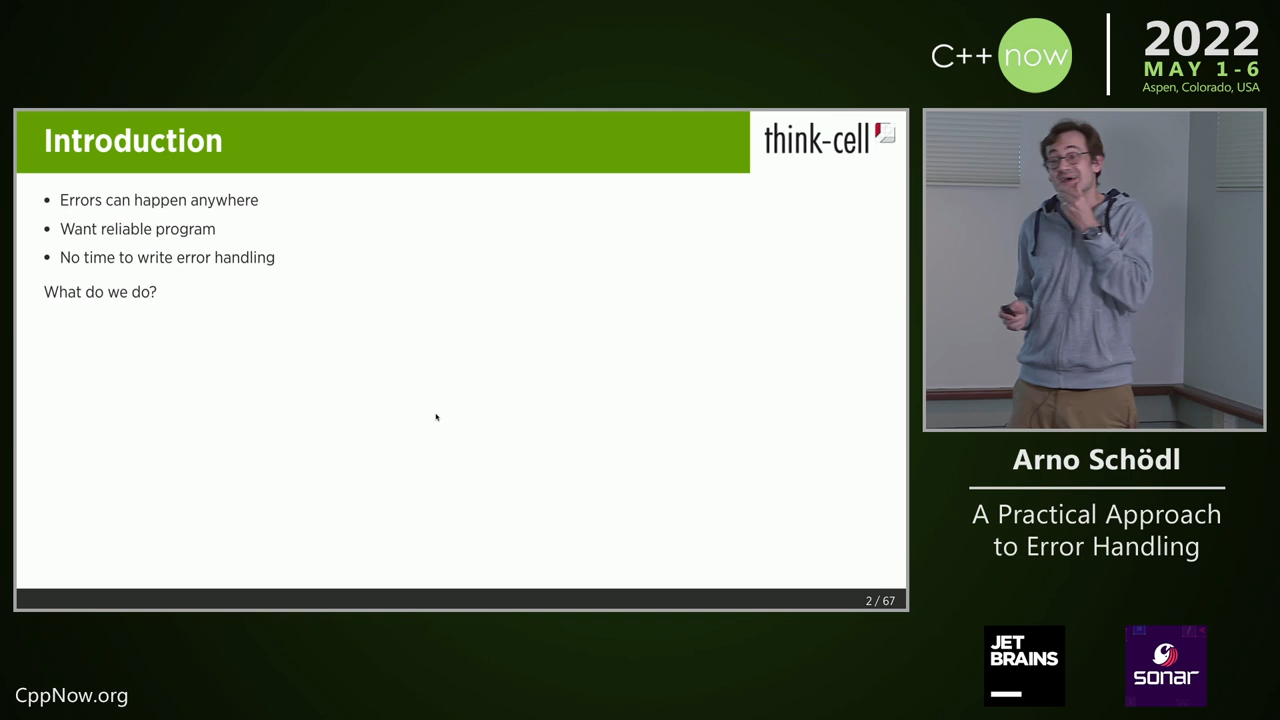 C++ now
2022
MAY 1-6
Aspen, Colorado, USA
Introduction
think-cell
• Errors can happen anywhere
• Want reliable program
• No time to write error handling
What do we do?
2 / 67
Arno Schödl
A Practical Approach
to Error Handling
JET
BRAINS
sonar
CppNow.org